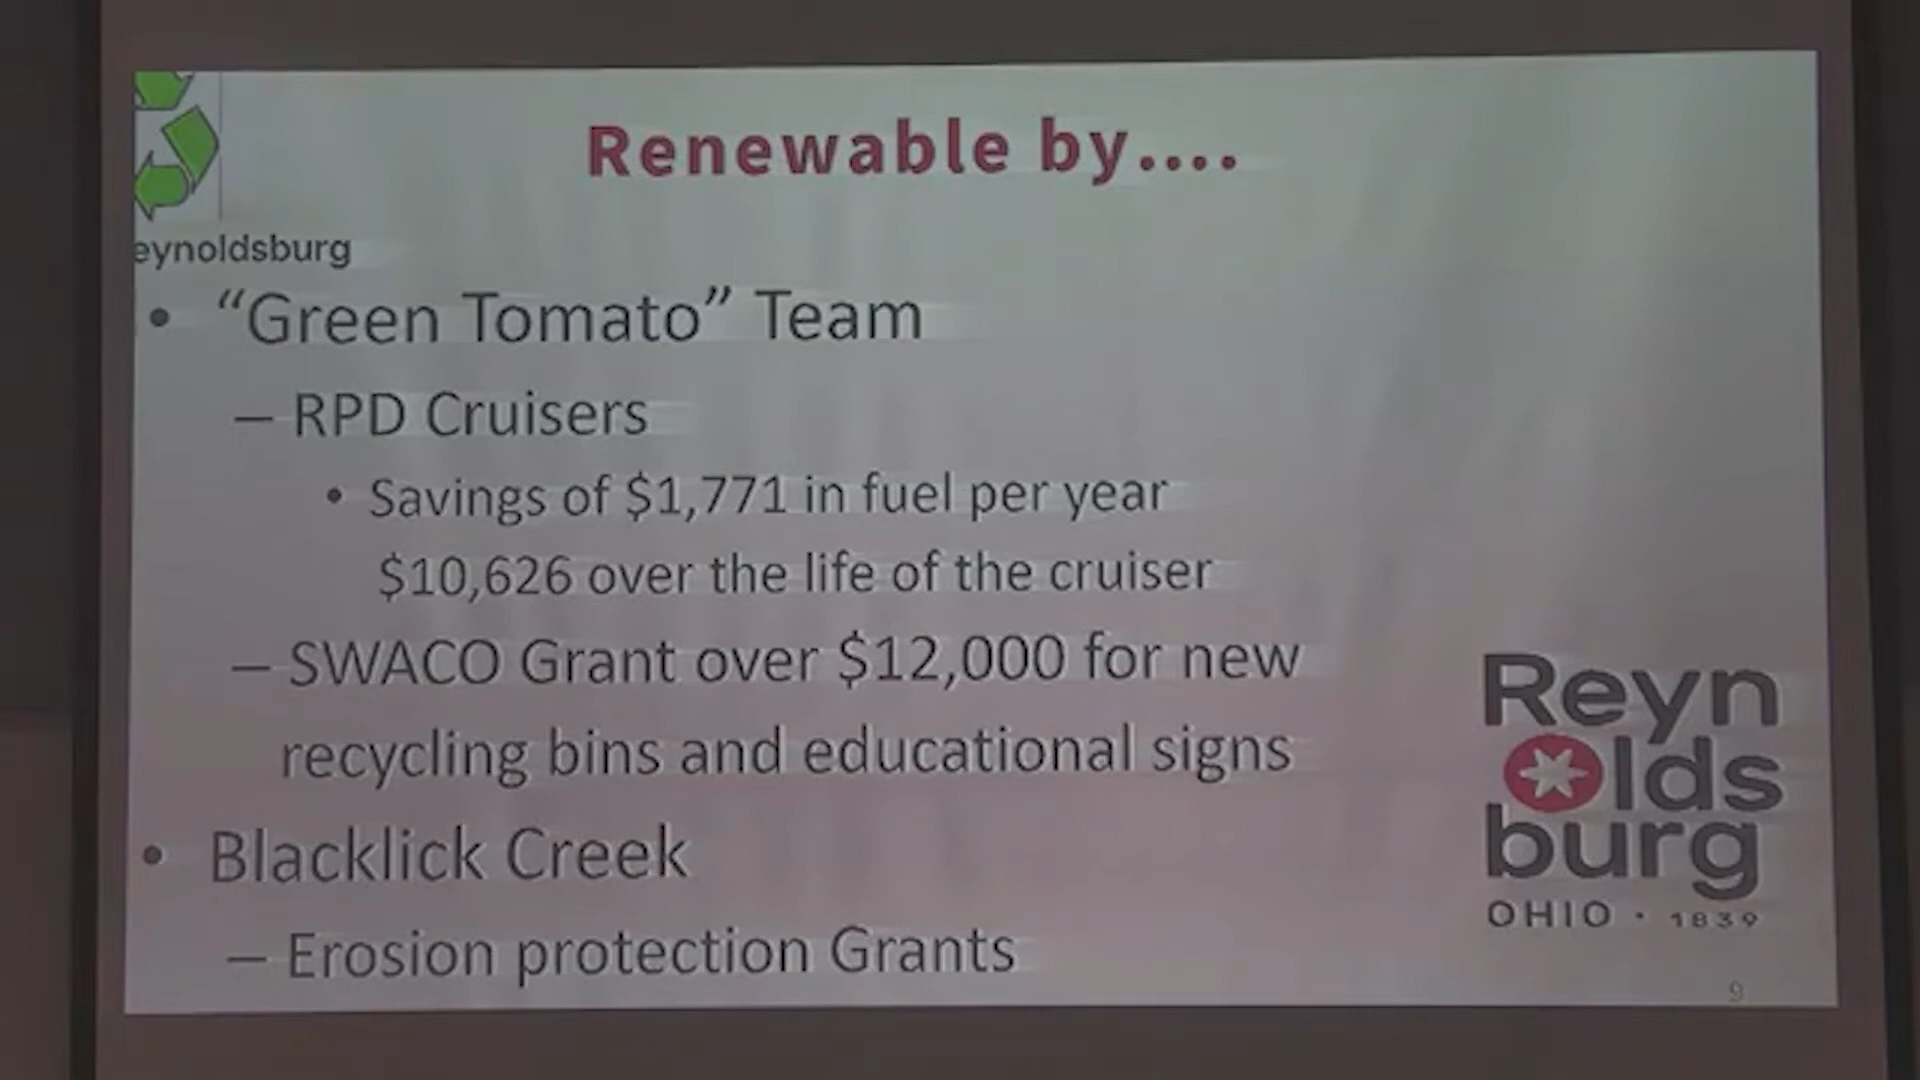 Renewable by....
eynoldsburg
• “Green Tomato” Team
– RPD Cruisers
• Savings of $1,771 in fuel per year
$10,626 over the life of the cruiser
– SWACO Grant over $12,000 for new
recycling bins and educational signs
• Blacklick Creek
– Erosion protection Grants
Reyn
olds
burg
OHIO • 1839
9